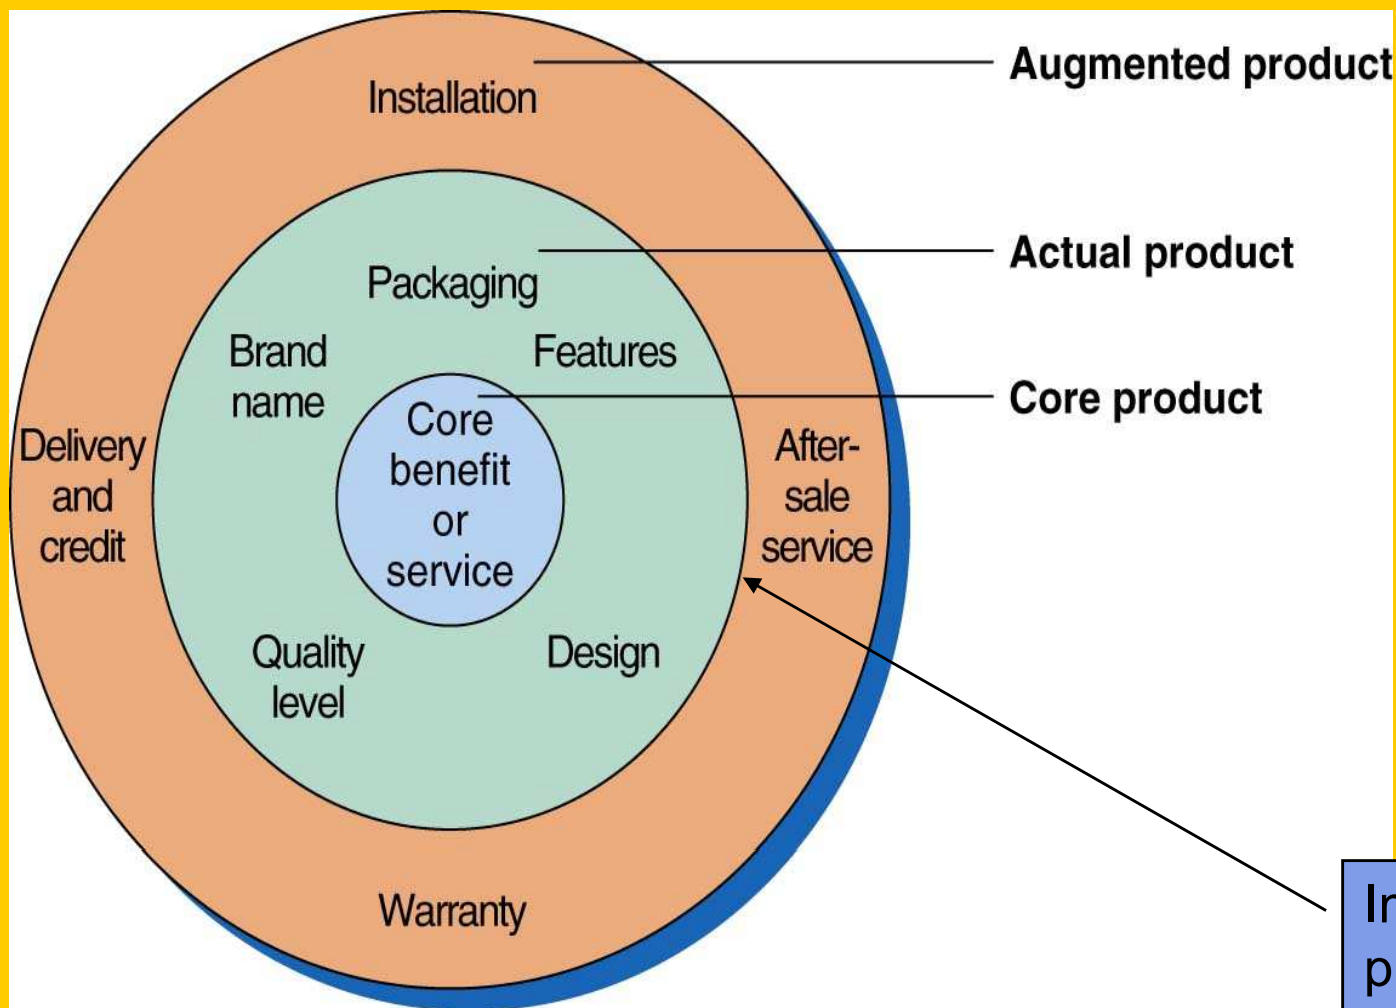 Augmented product
Installation
Actual product
Packaging
Brand
name
Features
Core product
Core
benefit
or
service
Delivery
and
credit
After-
sale
service
Quality
level
Design
Warranty